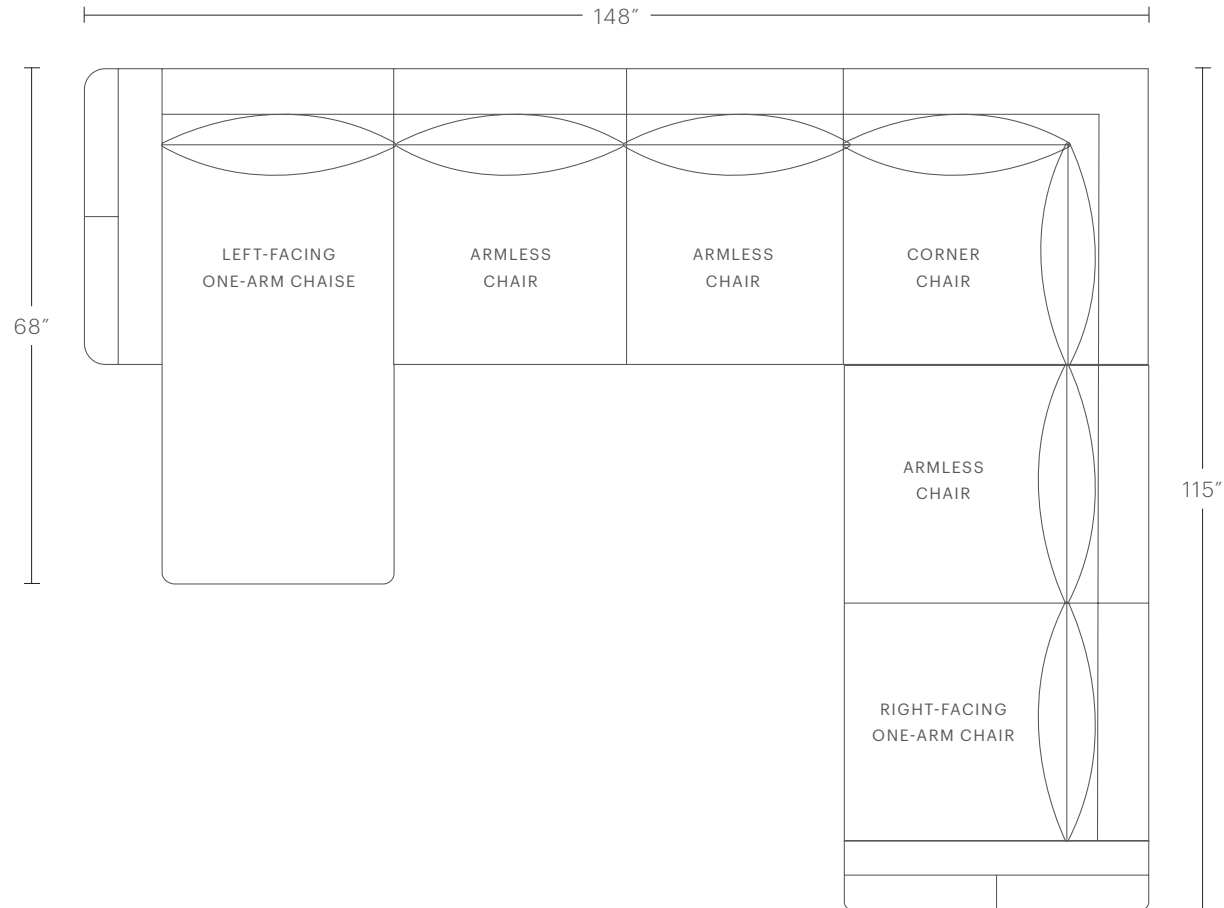 148″
LEFT-FACING
ONE-ARM CHAISE
ARMLESS
CHAIR
ARMLESS
CHAIR
CORNER
CHAIR
68″
ARMLESS
CHAIR
115″
RIGHT-FACING
ONE-ARM CHAIR